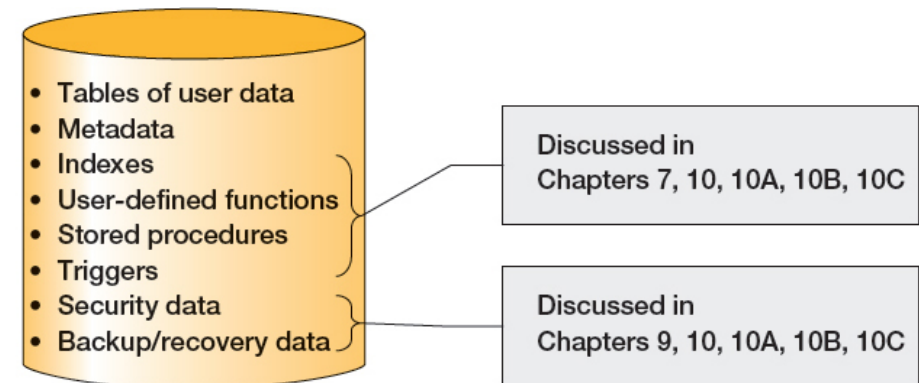 • Tables of user data
• Metadata
• Indexes
• User-defined functions
• Stored procedures
• Triggers
• Security data
• Backup/recovery data
Discussed in
Chapters 7, 10, 10A, 10B, 10C
Discussed in
Chapters 9, 10, 10A, 10B, 10C